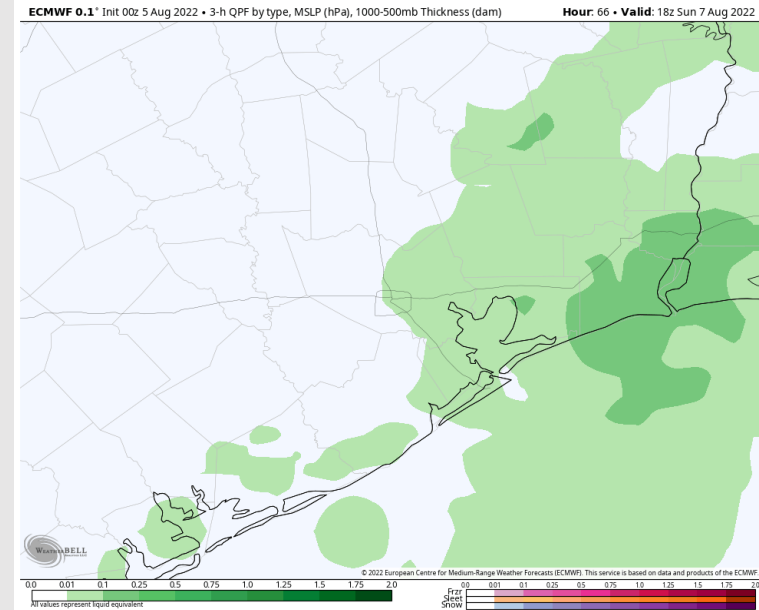 ECMWF 0.1° Init 00z 5 Aug 2022 • 3-h QPF by type, MSLP (hPa), 1000-500mb Thickness (dam) Hour: 66 • Valid: 18z Sun 7 Aug 2022
WEATHERBELL
© 2022 European Centre for Medium-Range Weather Forecasts (ECMWF). This service is based on data and products of the ECMWF.
0.0 0.01 0.1 0.25 0.5 0.75 1.0 1.25 1.5 1.75 2.0
All values represent liquid equivalent
0.0 0.01 0.1 0.25 0.5 0.75 1.0 1.25 1.5 1.75 2.0
Frzr
Sleet
Snow